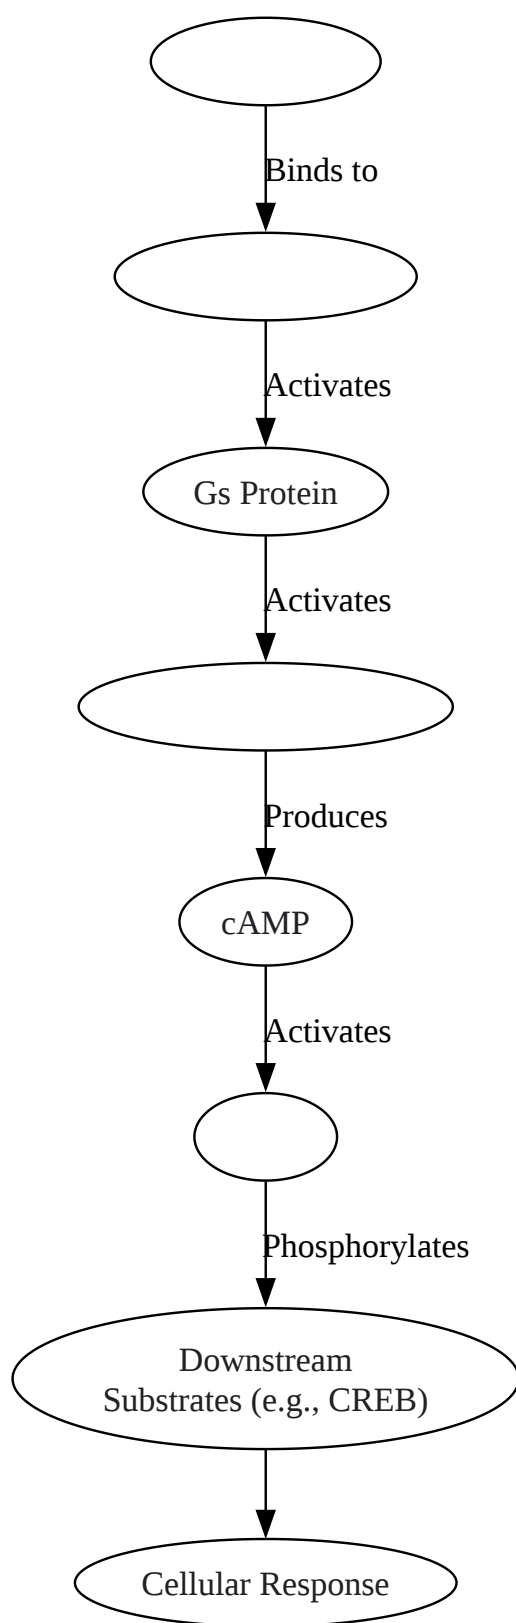 Binds to
Activates
Gs Protein
Activates
Produces
cAMP
Activates
Phosphorylates
Downstream
Substrates (e.g., CREB)
Cellular Response